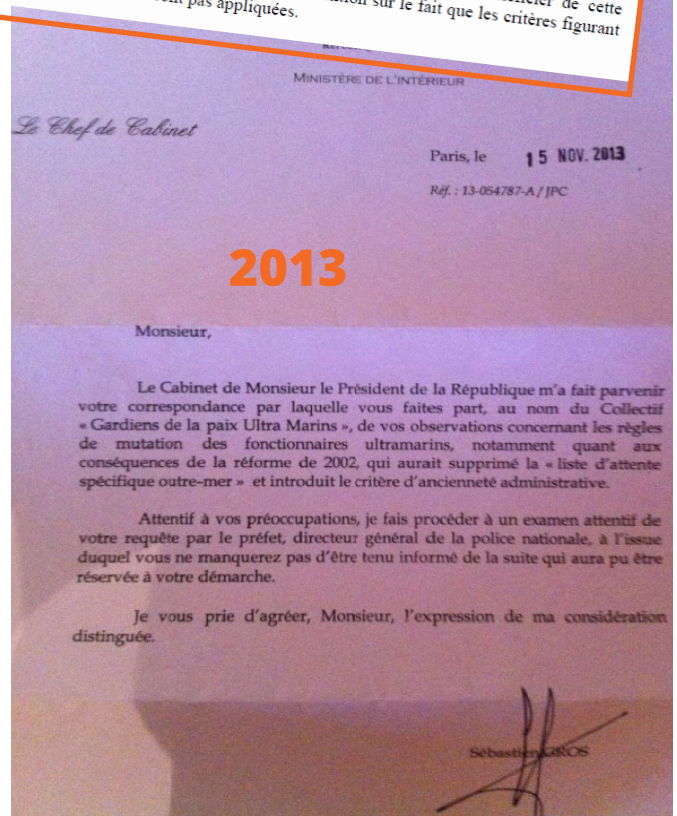 de cette
sur le fait que les critères figurant
pas appliquées.
MINISTÈRE DE L'INTÉRIEUR
Le Chef de Cabinet
Paris, le 15 NOV. 2013
Réf. : 13-054787-A / JPC
2013
Monsieur,
Le Cabinet de Monsieur le Président de la République m'a fait parvenir
votre correspondance par laquelle vous faites part, au nom du Collectif
« Gardiens de la paix Ultra Marins », de vos observations concernant les règles
de mutation des fonctionnaires ultramarins, notamment quant aux
conséquences de la réforme de 2002, qui aurait supprimé la « liste d'attente
spécifique outre-mer » et introduit le critère d'ancienneté administrative.
Attentif à vos préoccupations, je fais procéder à un examen attentif de
votre requête par le préfet, directeur général de la police nationale, à l'issue
duquel vous ne manquerez pas d'être tenu informé de la suite qui aura pu être
réservée à votre démarche.
Je vous prie d'agréer, Monsieur, l'expression de ma considération
distinguée.
Sébastien GROS